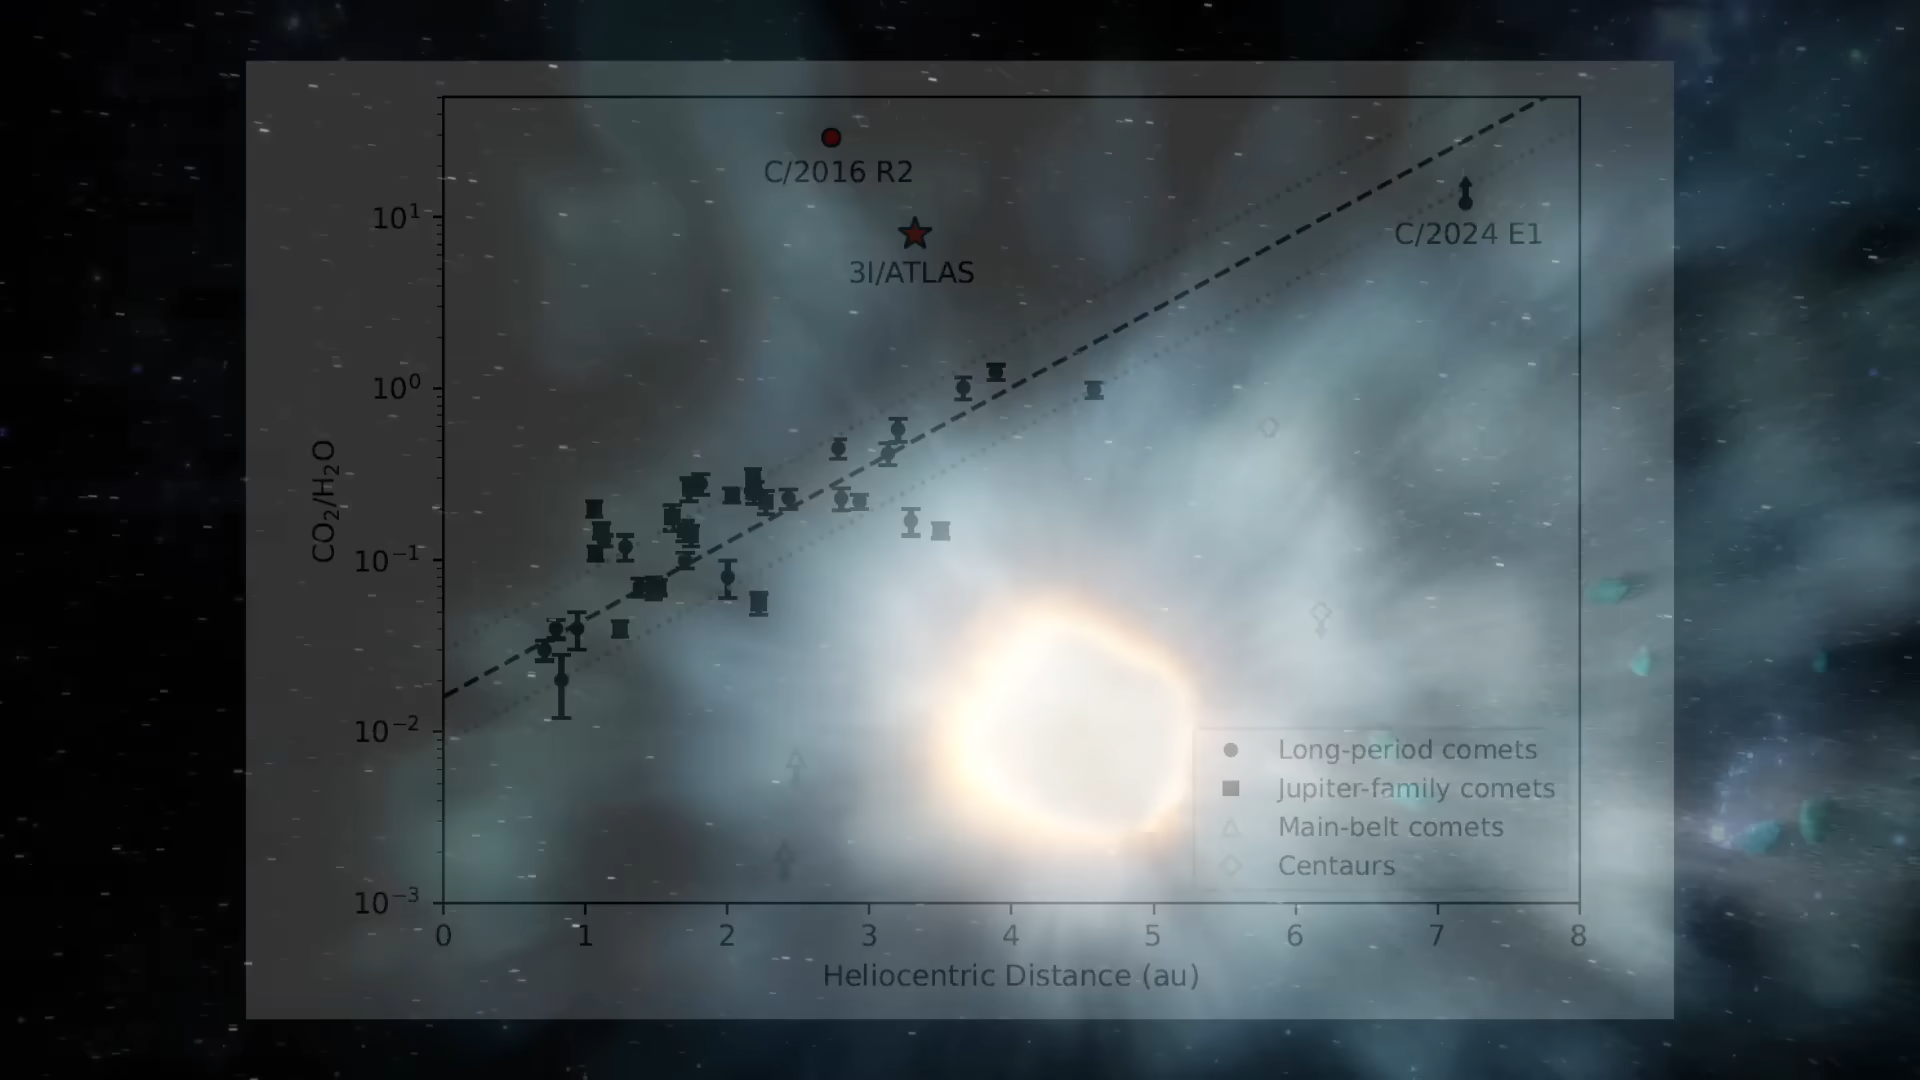 C/2016 R2
10¹
C/2024 E1
3I/ATLAS
10⁰
CO₂/H₂O
10⁻¹
10⁻²
Long-period comets
Jupiter-family comets
Main-belt comets
Centaurs
10⁻³
0 1 2 3 4 5 6 7 8
Heliocentric Distance (au)